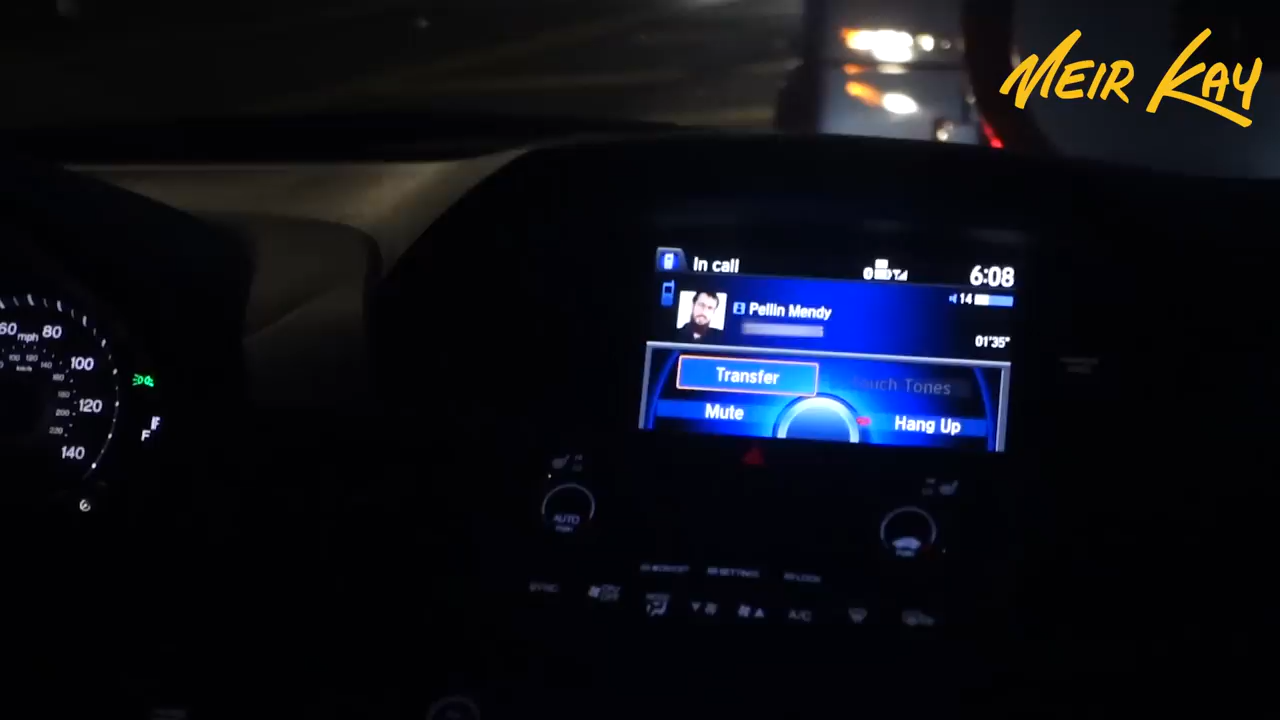 MEIR KAY
In call
6:08
Pellin Mendy
14
01'35"
Transfer
Touch Tones
Mute
Hang Up
60
mph
80
100
120
140
F
AUTO
SYNC
A/C